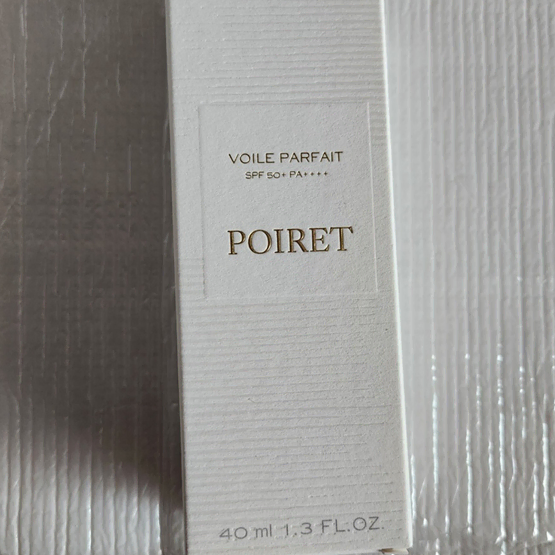 VOILE PARFAIT
SPF 50+ PA++++
POIRET
40 ml 1.3 FL.OZ.